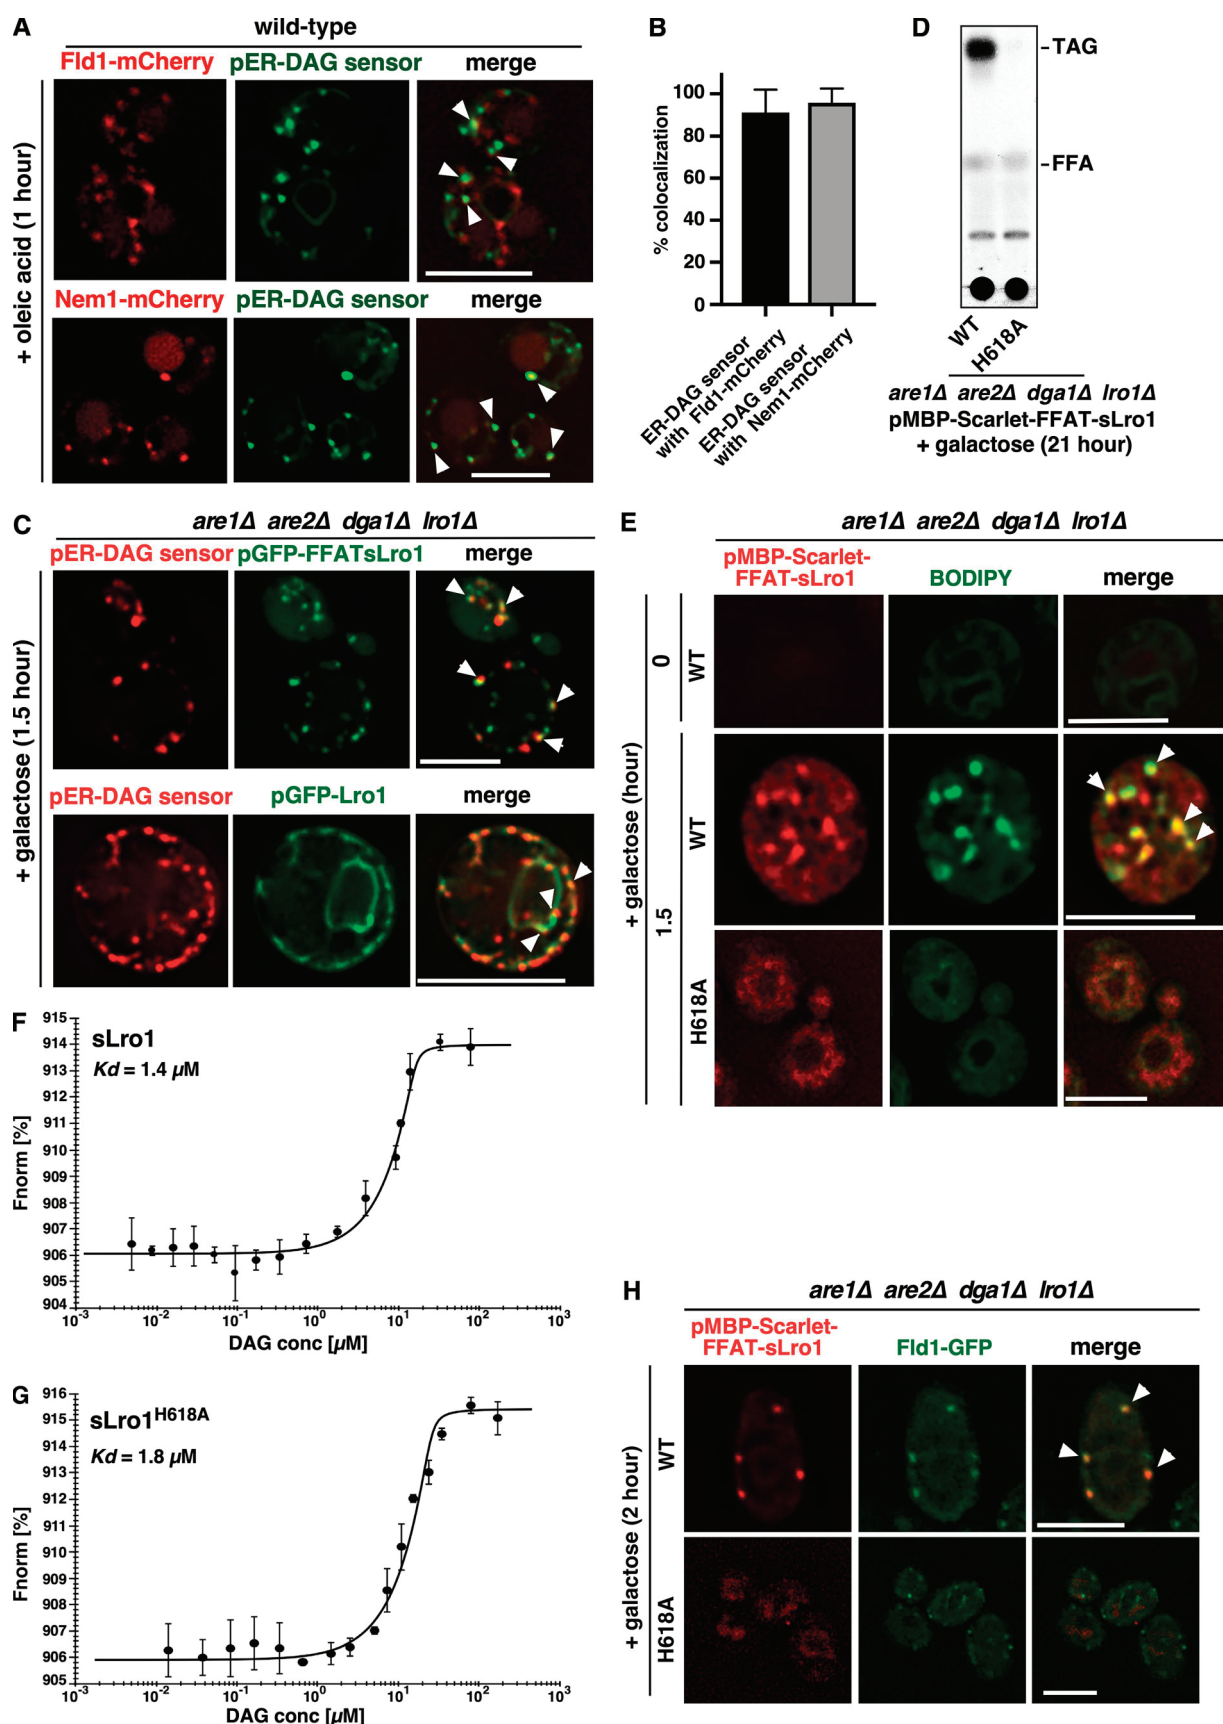 A
wild-type
Fld1-mCherry pER-DAG sensor merge
+ oleic acid (1 hour)
Nem1-mCherry pER-DAG sensor merge
B
% colocalization
100
80
60
40
20
0
ER-DAG sensor
with Fld1-mCherry
ER-DAG sensor
with Nem1-mCherry
D
-TAG
-FFA
WT
H618A
are1Δ are2Δ dga1Δ lro1Δ
pMBP-Scarlet-FFAT-sLro1
+ galactose (21 hour)
C
are1Δ are2Δ dga1Δ lro1Δ
pER-DAG sensor pGFP-FFATsLro1 merge
+ galactose (1.5 hour)
pER-DAG sensor pGFP-Lro1 merge
E
are1Δ are2Δ dga1Δ lro1Δ
pMBP-Scarlet-
FFAT-sLro1 BODIPY merge
+ galactose (hour)
0
WT
1.5
WT
H618A
F
sLro1
Kd = 1.4 µM
Fnorm [%]
915
914
913
912
911
910
909
908
907
906
905
904
10-3 10-2 10-1 100 101 102 103
DAG conc [µM]
G
sLro1H618A
Kd = 1.8 µM
Fnorm [%]
916
915
914
913
912
911
910
909
908
907
906
905
10-3 10-2 10-1 100 101 102 103
DAG conc [µM]
H
are1Δ are2Δ dga1Δ lro1Δ
pMBP-Scarlet-
FFAT-sLro1 Fld1-GFP merge
+ galactose (2 hour)
WT
H618A